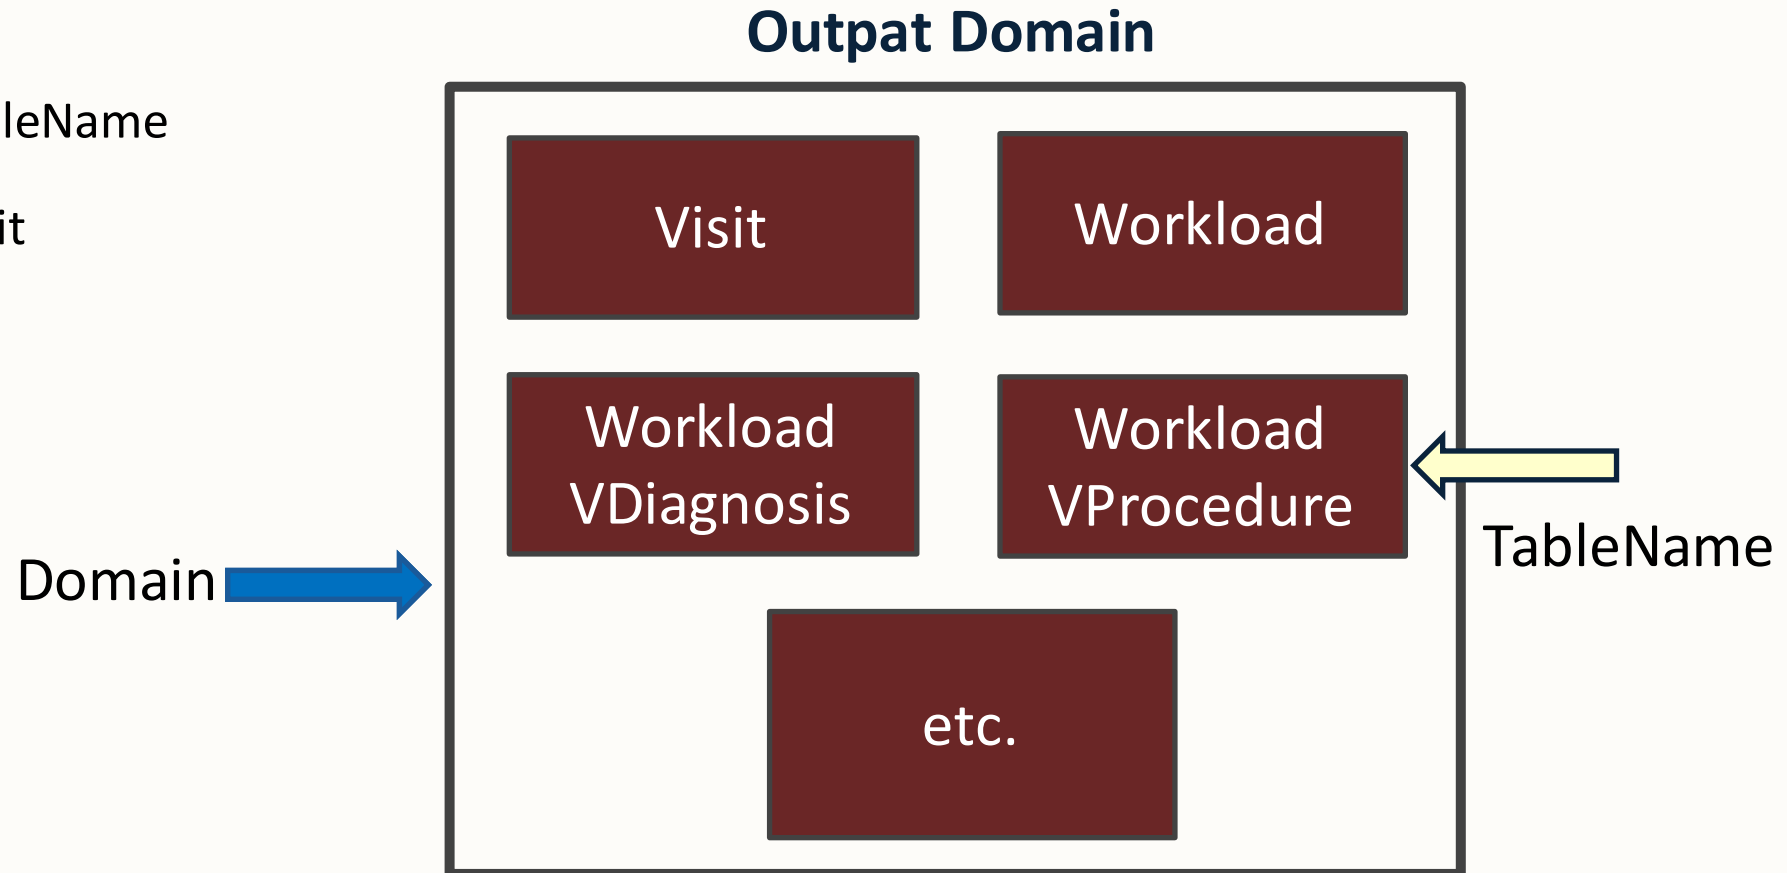 Outpat Domain
leName
it
Visit
Workload
Workload
VDiagnosis
Workload
VProcedure
TableName
Domain
etc.